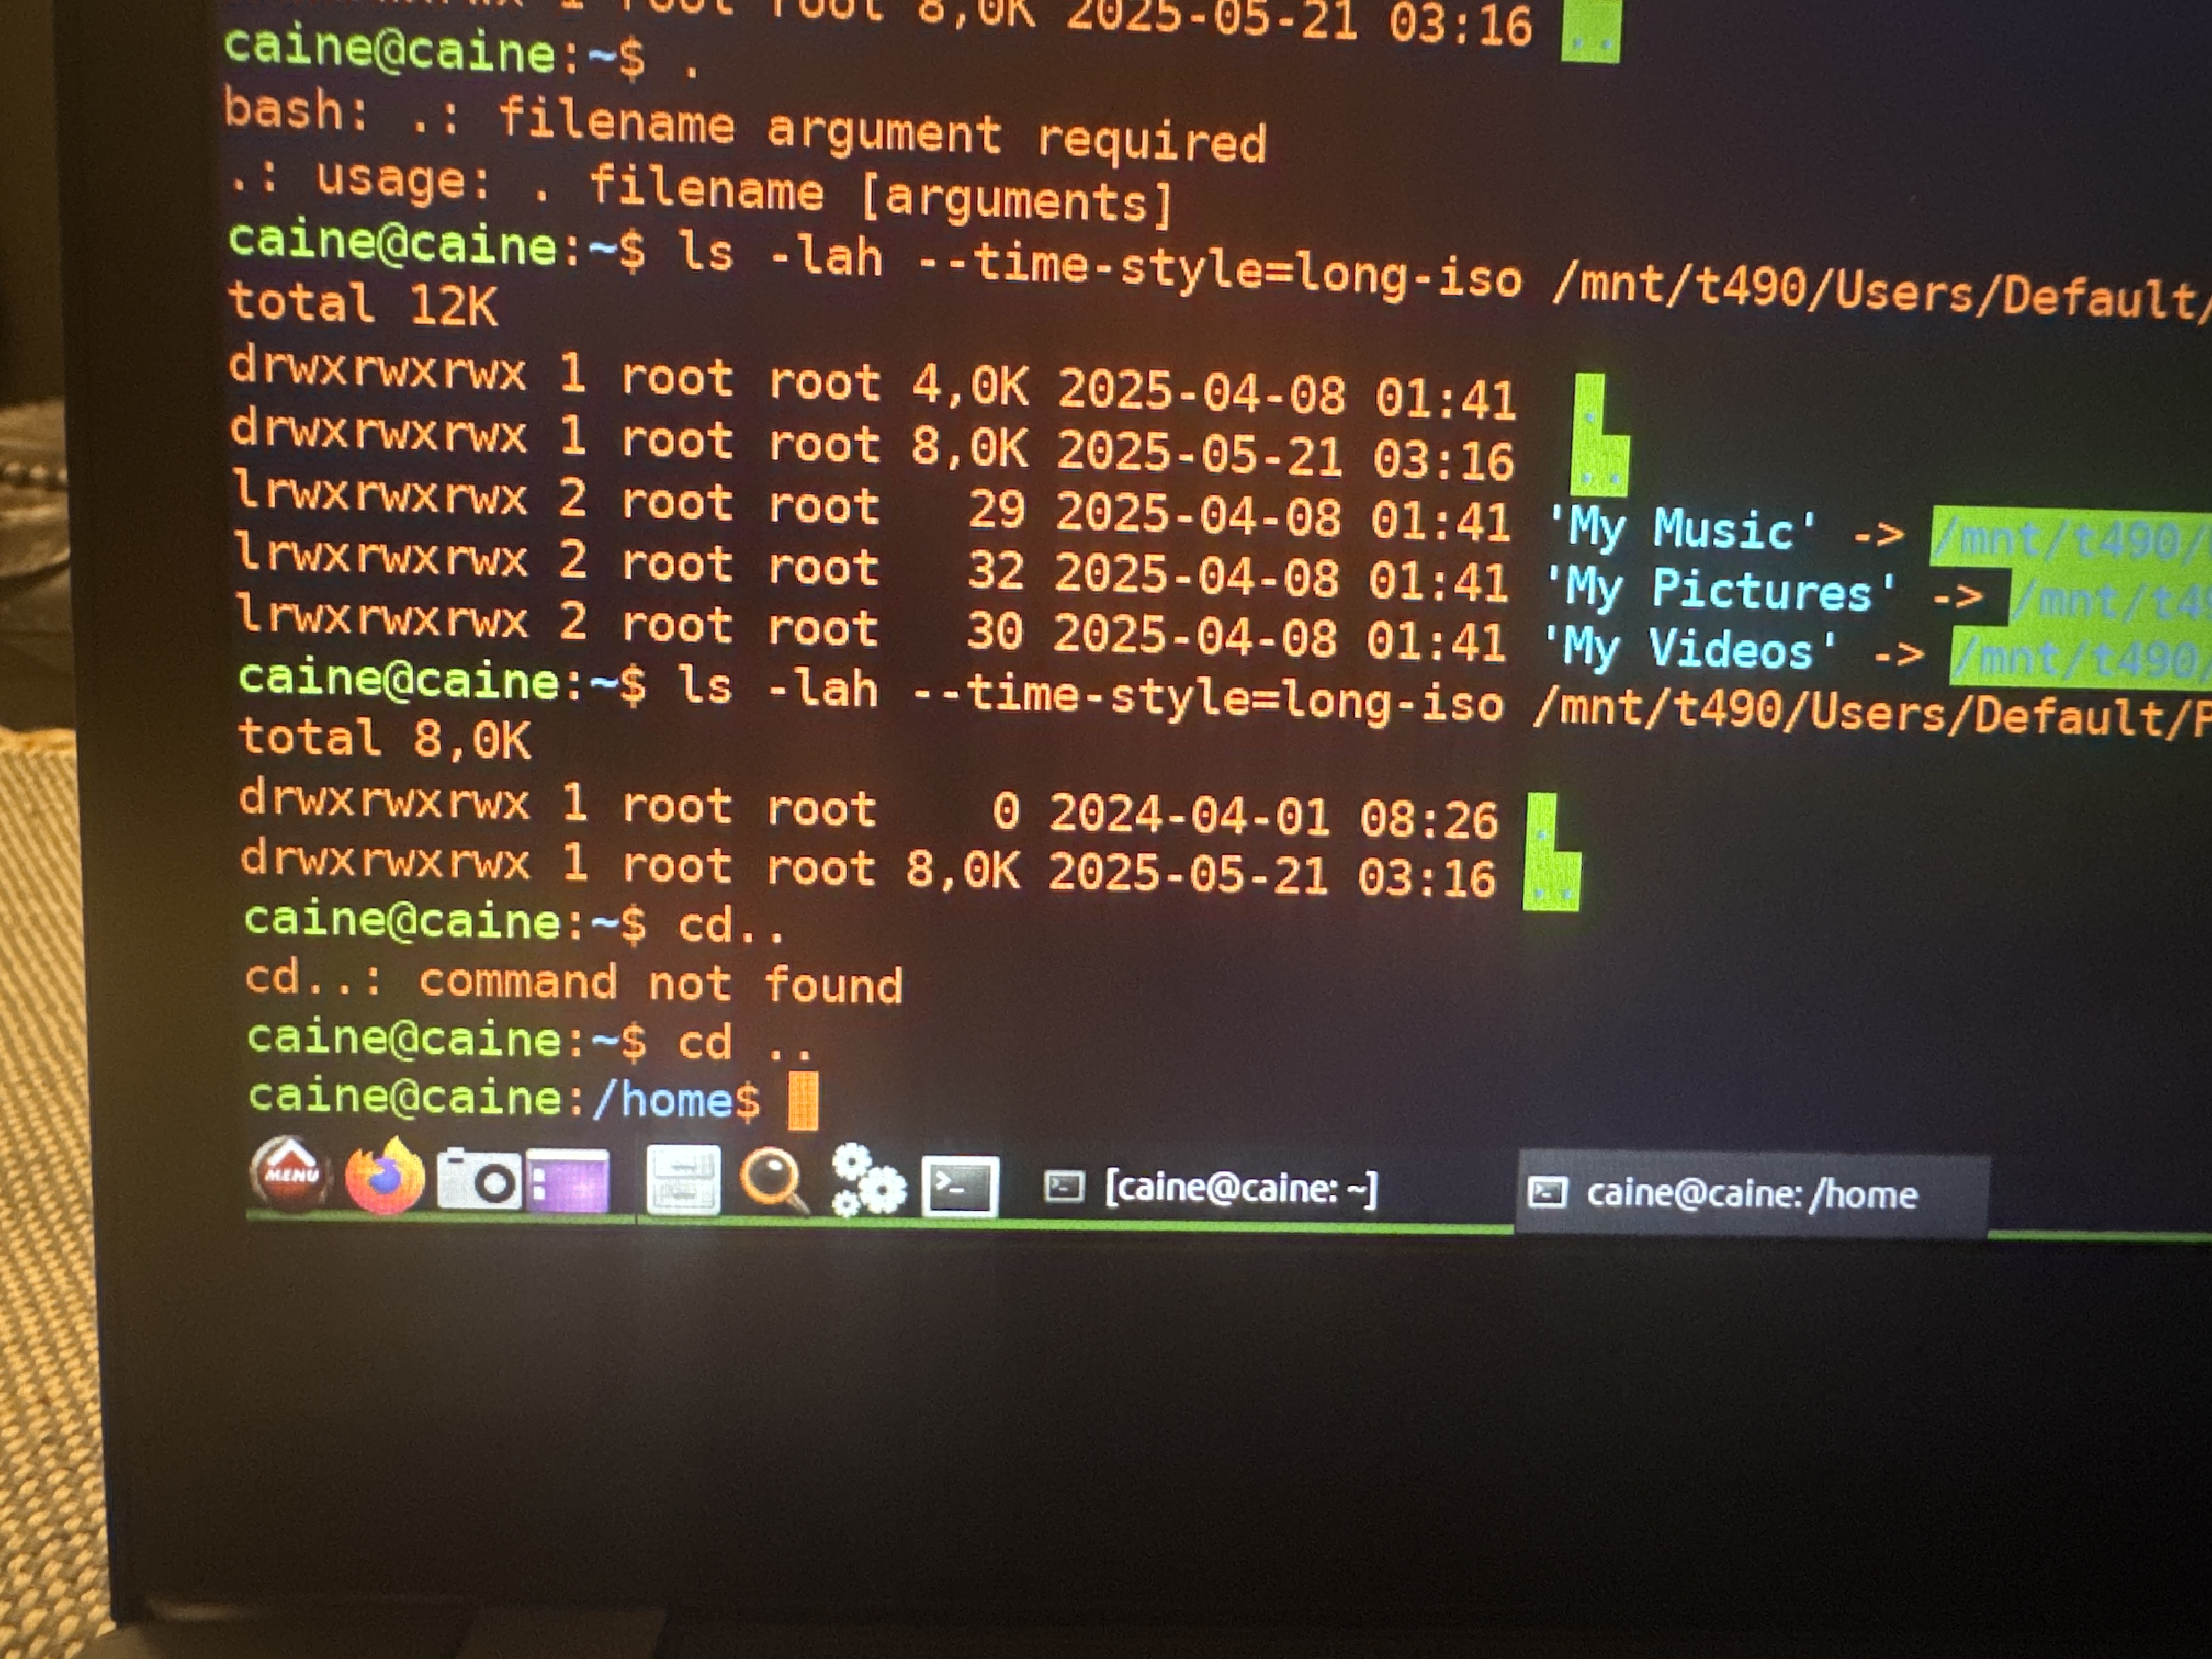 root root 8,0K 2025-05-21 03:16 ..
caine@caine:~$ .
bash: .: filename argument required
.: usage: . filename [arguments]
caine@caine:~$ ls -lah --time-style=long-iso /mnt/t490/Users/Default/
total 12K
drwxrwxrwx 1 root root 4,0K 2025-04-08 01:41 .
drwxrwxrwx 1 root root 8,0K 2025-05-21 03:16 ..
lrwxrwxrwx 2 root root 29 2025-04-08 01:41 'My Music' -> /mnt/t490/
lrwxrwxrwx 2 root root 32 2025-04-08 01:41 'My Pictures' -> /mnt/t49
lrwxrwxrwx 2 root root 30 2025-04-08 01:41 'My Videos' -> /mnt/t490/
caine@caine:~$ ls -lah --time-style=long-iso /mnt/t490/Users/Default/F
total 8,0K
drwxrwxrwx 1 root root 0 2024-04-01 08:26 .
drwxrwxrwx 1 root root 8,0K 2025-05-21 03:16 ..
caine@caine:~$ cd..
cd..: command not found
caine@caine:~$ cd ..
caine@caine:/home$
MENU [caine@caine: ~] caine@caine: /home